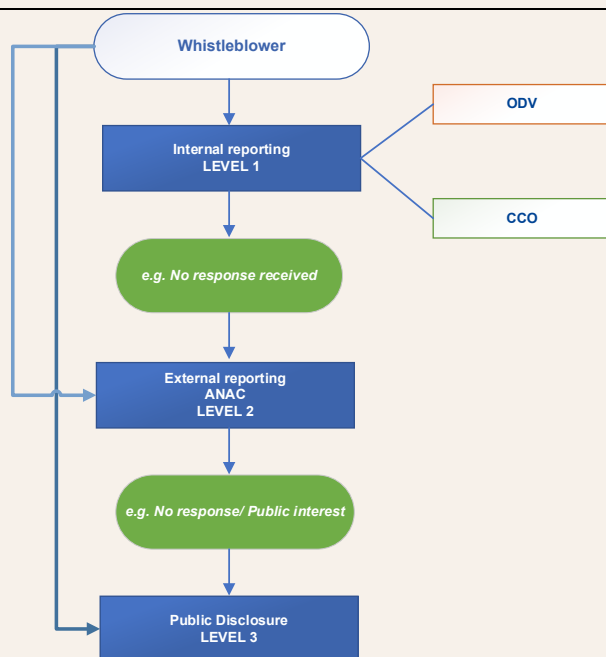 Whistleblower
ODV
Internal reporting
LEVEL 1
CCO
e.g. No response received
External reporting
ANAC
LEVEL 2
e.g. No response/ Public interest
Public Disclosure
LEVEL 3